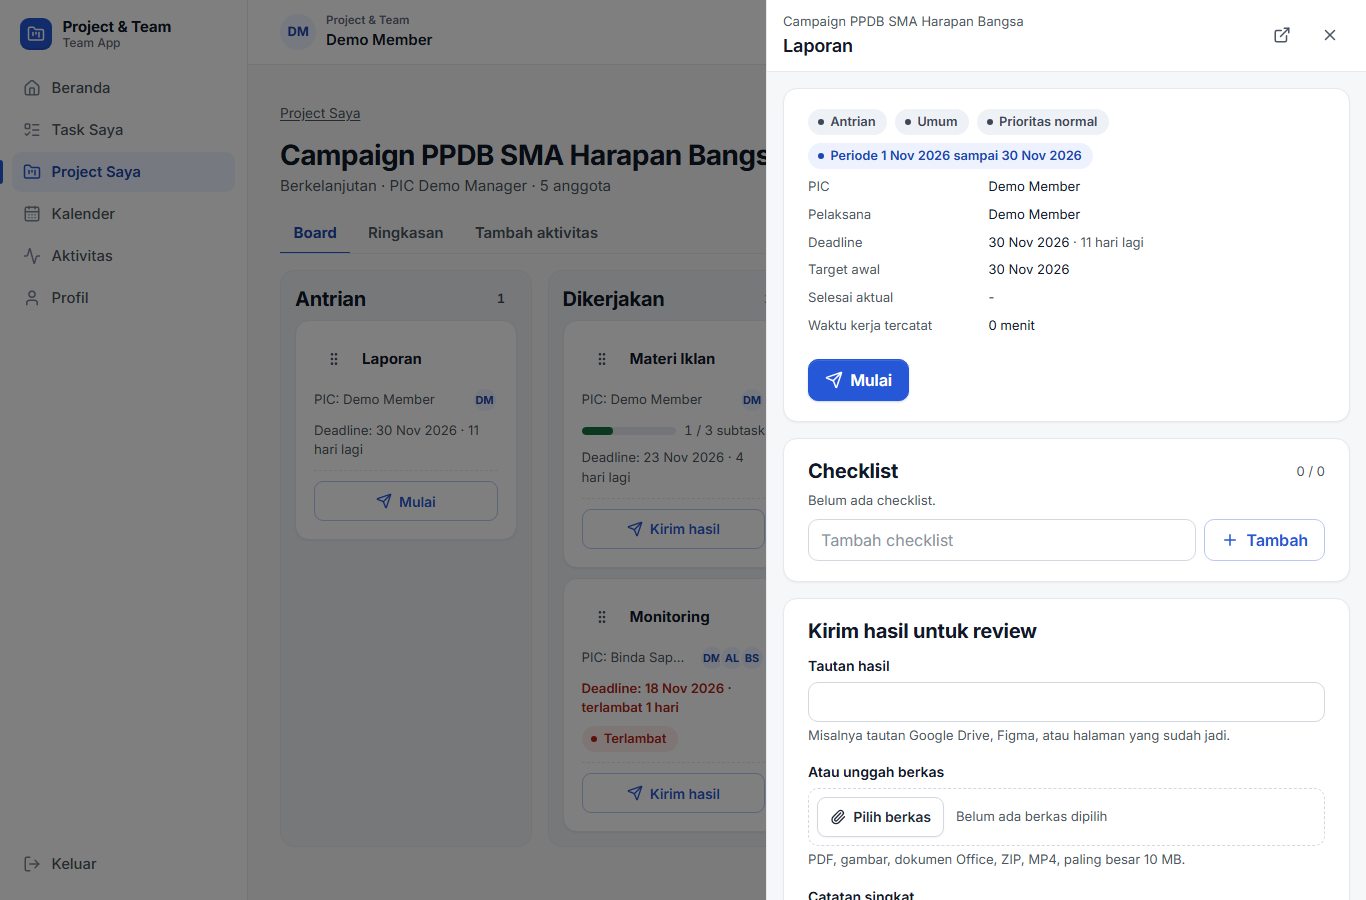 Project & Team
Team App
Beranda
Task Saya
Project Saya
Kalender
Aktivitas
Profil
Keluar
DM
Project & Team
Demo Member
Project Saya
Campaign PPDB SMA Harapan Bangs
Berkelanjutan · PIC Demo Manager · 5 anggota
Board
Ringkasan
Tambah aktivitas
Antrian
1
Laporan
PIC: Demo Member
DM
Deadline: 30 Nov 2026 · 11
hari lagi
Mulai
Dikerjakan
Materi Iklan
PIC: Demo Member
DM
1 / 3 subtask
Deadline: 23 Nov 2026 · 4
hari lagi
Kirim hasil
Monitoring
PIC: Binda Sap...
DM AL BS
Deadline: 18 Nov 2026 ·
terlambat 1 hari
Terlambat
Kirim hasil
Campaign PPDB SMA Harapan Bangsa
Laporan
Antrian
Umum
Prioritas normal
Periode 1 Nov 2026 sampai 30 Nov 2026
PIC Demo Member
Pelaksana Demo Member
Deadline 30 Nov 2026 · 11 hari lagi
Target awal 30 Nov 2026
Selesai aktual -
Waktu kerja tercatat 0 menit
Mulai
Checklist
0 / 0
Belum ada checklist.
Tambah checklist
Tambah
Kirim hasil untuk review
Tautan hasil
Misalnya tautan Google Drive, Figma, atau halaman yang sudah jadi.
Atau unggah berkas
Pilih berkas
Belum ada berkas dipilih
PDF, gambar, dokumen Office, ZIP, MP4, paling besar 10 MB.
Catatan singkat